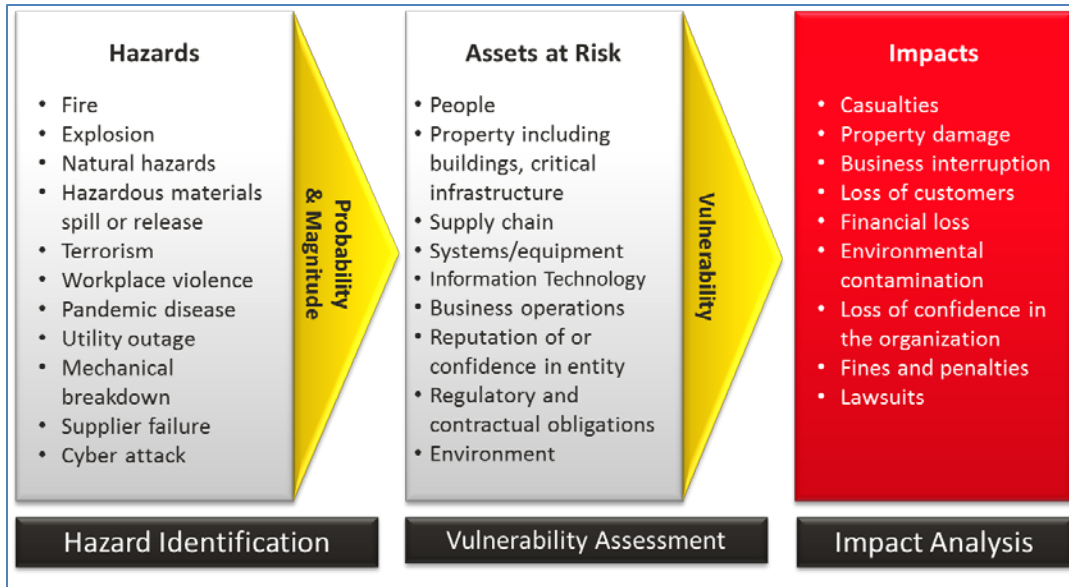 Hazards
• Fire
• Explosion
• Natural hazards
• Hazardous materials
spill or release
• Terrorism
• Workplace violence
• Pandemic disease
• Utility outage
• Mechanical
breakdown
• Supplier failure
• Cyber attack
Probability
& Magnitude
Assets at Risk
• People
• Property including
buildings, critical
infrastructure
• Supply chain
• Systems/equipment
• Information Technology
• Business operations
• Reputation of or
confidence in entity
• Regulatory and
contractual obligations
• Environment
Vulnerability
Impacts
• Casualties
• Property damage
• Business interruption
• Loss of customers
• Financial loss
• Environmental
contamination
• Loss of confidence in
the organization
• Fines and penalties
• Lawsuits
Hazard Identification
Vulnerability Assessment
Impact Analysis